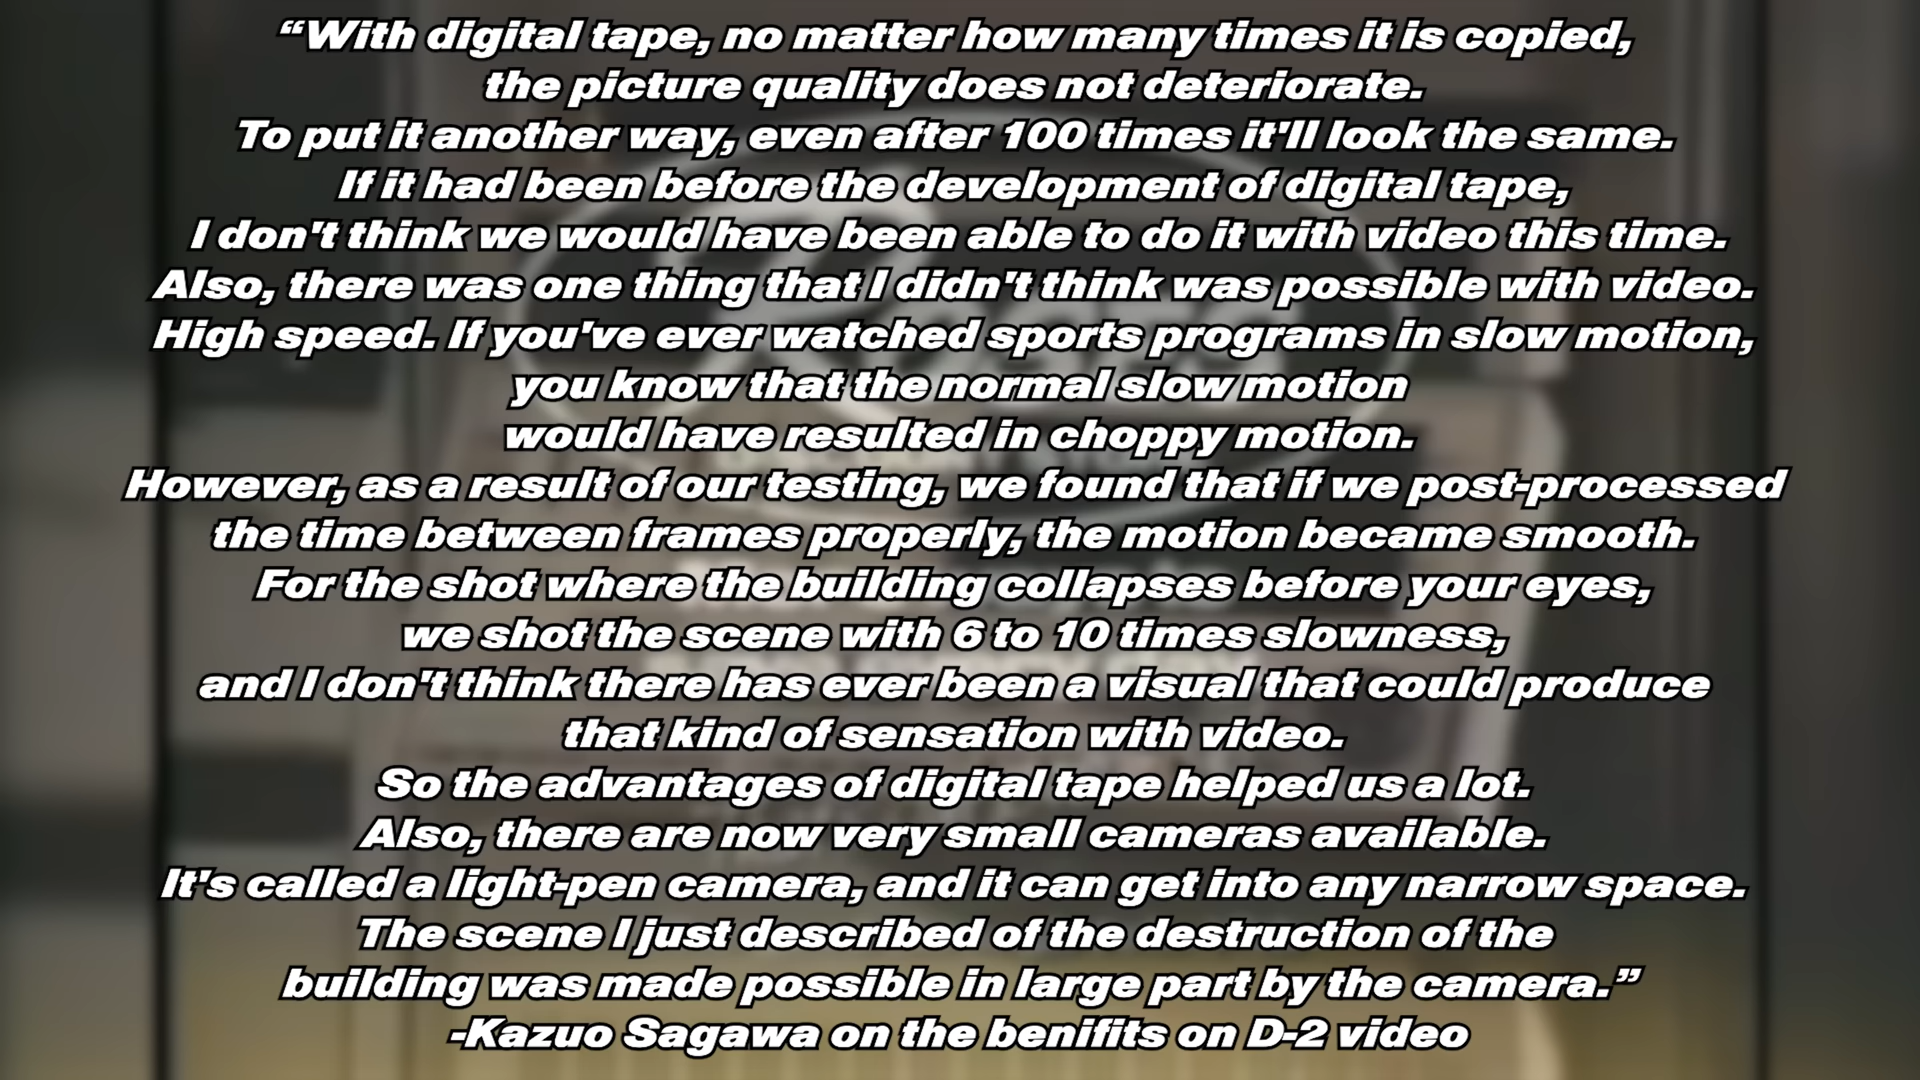 “With digital tape, no matter how many times it is copied,
the picture quality does not deteriorate.
To put it another way, even after 100 times it'll look the same.
If it had been before the development of digital tape,
I don't think we would have been able to do it with video this time.
Also, there was one thing that I didn't think was possible with video.
High speed. If you've ever watched sports programs in slow motion,
you know that the normal slow motion
would have resulted in choppy motion.
However, as a result of our testing, we found that if we post-processed
the time between frames properly, the motion became smooth.
For the shot where the building collapses before your eyes,
we shot the scene with 6 to 10 times slowness,
and I don't think there has ever been a visual that could produce
that kind of sensation with video.
So the advantages of digital tape helped us a lot.
Also, there are now very small cameras available.
It's called a light-pen camera, and it can get into any narrow space.
The scene I just described of the destruction of the
building was made possible in large part by the camera.”
-Kazuo Sagawa on the benifits on D-2 video